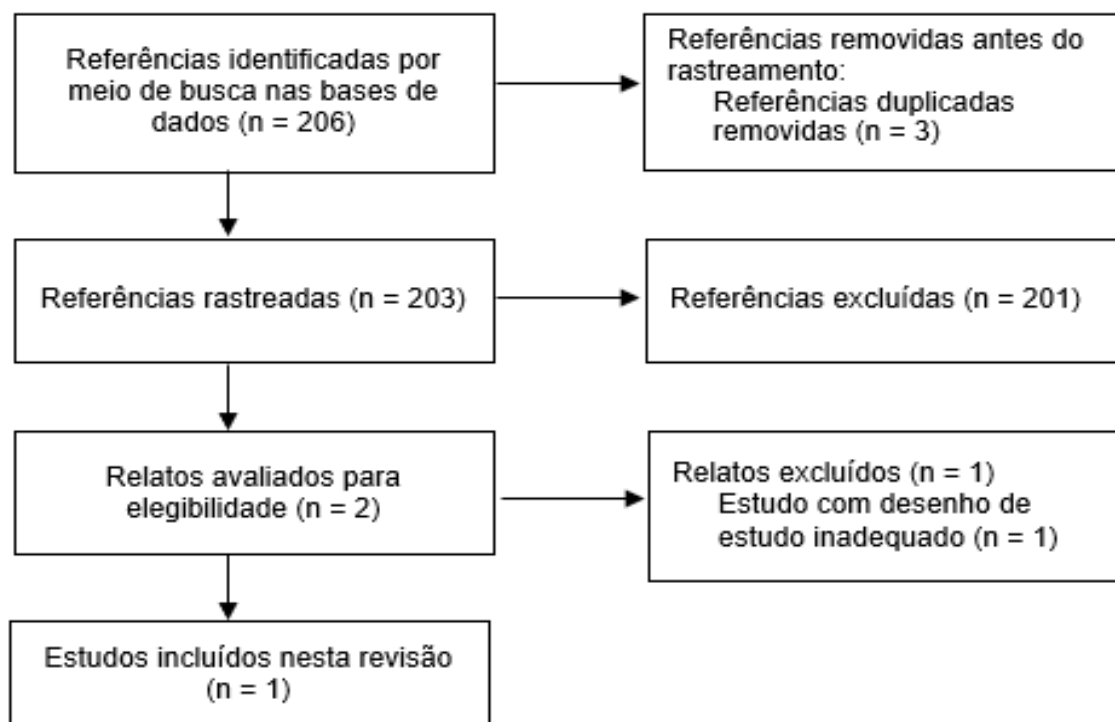 Referências identificadas por
meio de busca nas bases de
dados (n = 206)
Referências removidas antes do
rastreamento:
Referências duplicadas
removidas (n = 3)
Referências rastreadas (n = 203)
Referências excluídas (n = 201)
Relatos avaliados para
elegibilidade (n = 2)
Relatos excluídos (n = 1)
Estudo com desenho de
estudo inadequado (n = 1)
Estudos incluídos nesta revisão
(n = 1)